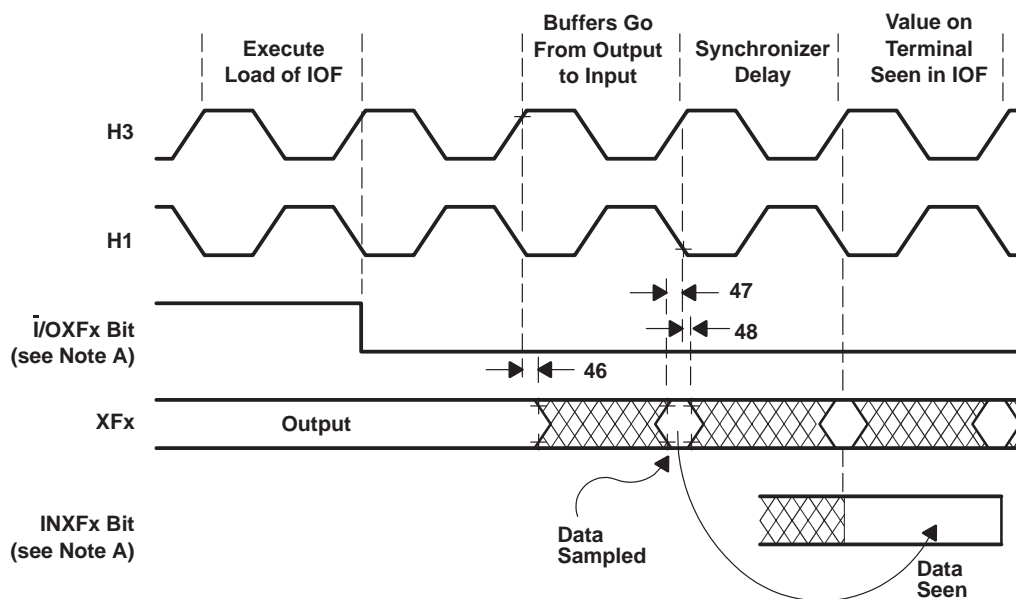 Execute
Load of IOF
Buffers Go
From Output
to Input
Synchronizer
Delay
Value on
Terminal
Seen in IOF
H3
H1
47
48
I̅/OXFx Bit
(see Note A)
46
XFx
Output
INXFx Bit
(see Note A)
Data
Sampled
Data
Seen